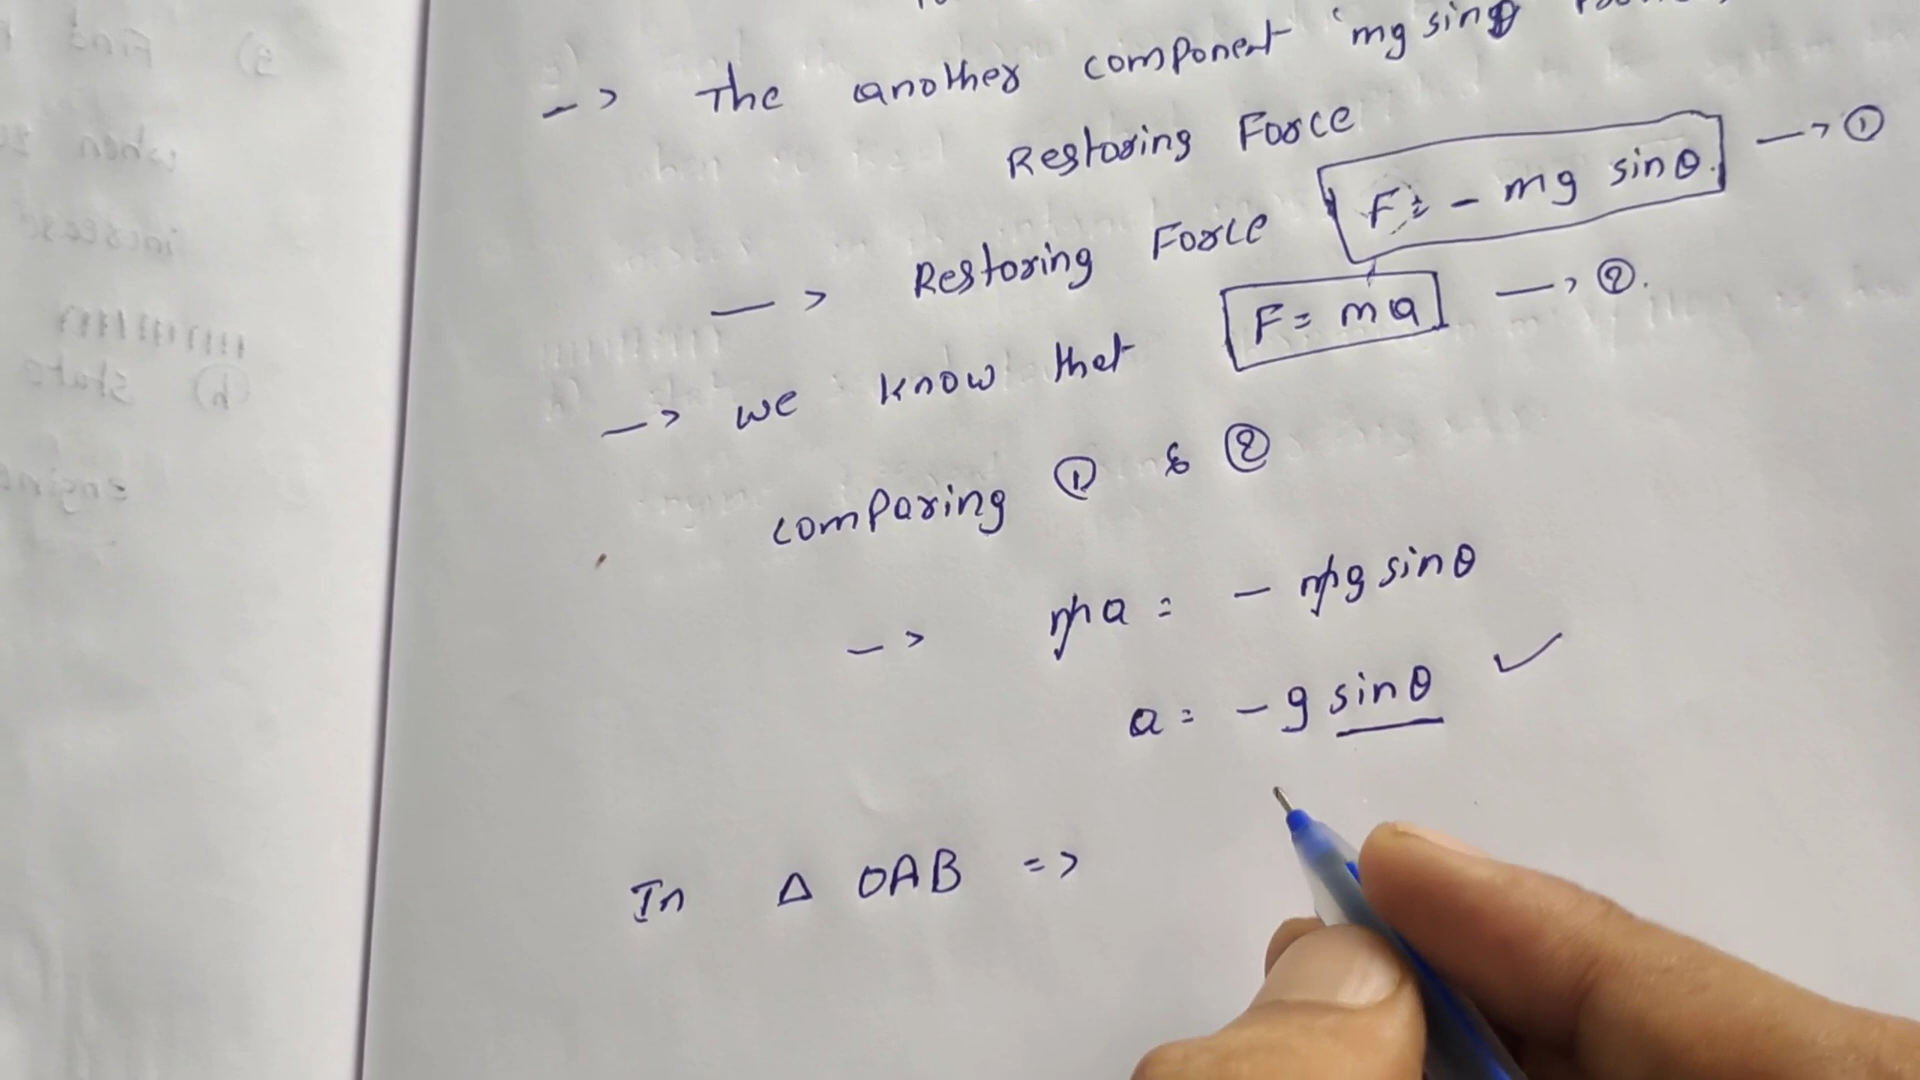 -> The another component 'mg sinθ
Restoring Force
-> Restoring Force F = - mg sinθ. -> ①
-> we know that F = ma -> ②.
comparing ① & ②
-> ma = - mg sinθ
a = - g sinθ ✓
In Δ OAB =>